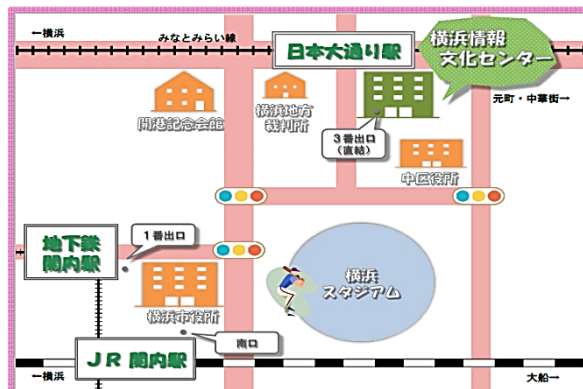 ←横浜
みなとみらい線
日本大通り駅
横浜情報
文化センター
元町・中華街→
開港記念会館
横浜地方
裁判所
3番出口
(直結)
中区役所
地下鉄
関内駅
1番出口
横浜市役所
横浜
スタジアム
南口
JR 関内駅
←横浜
大船→